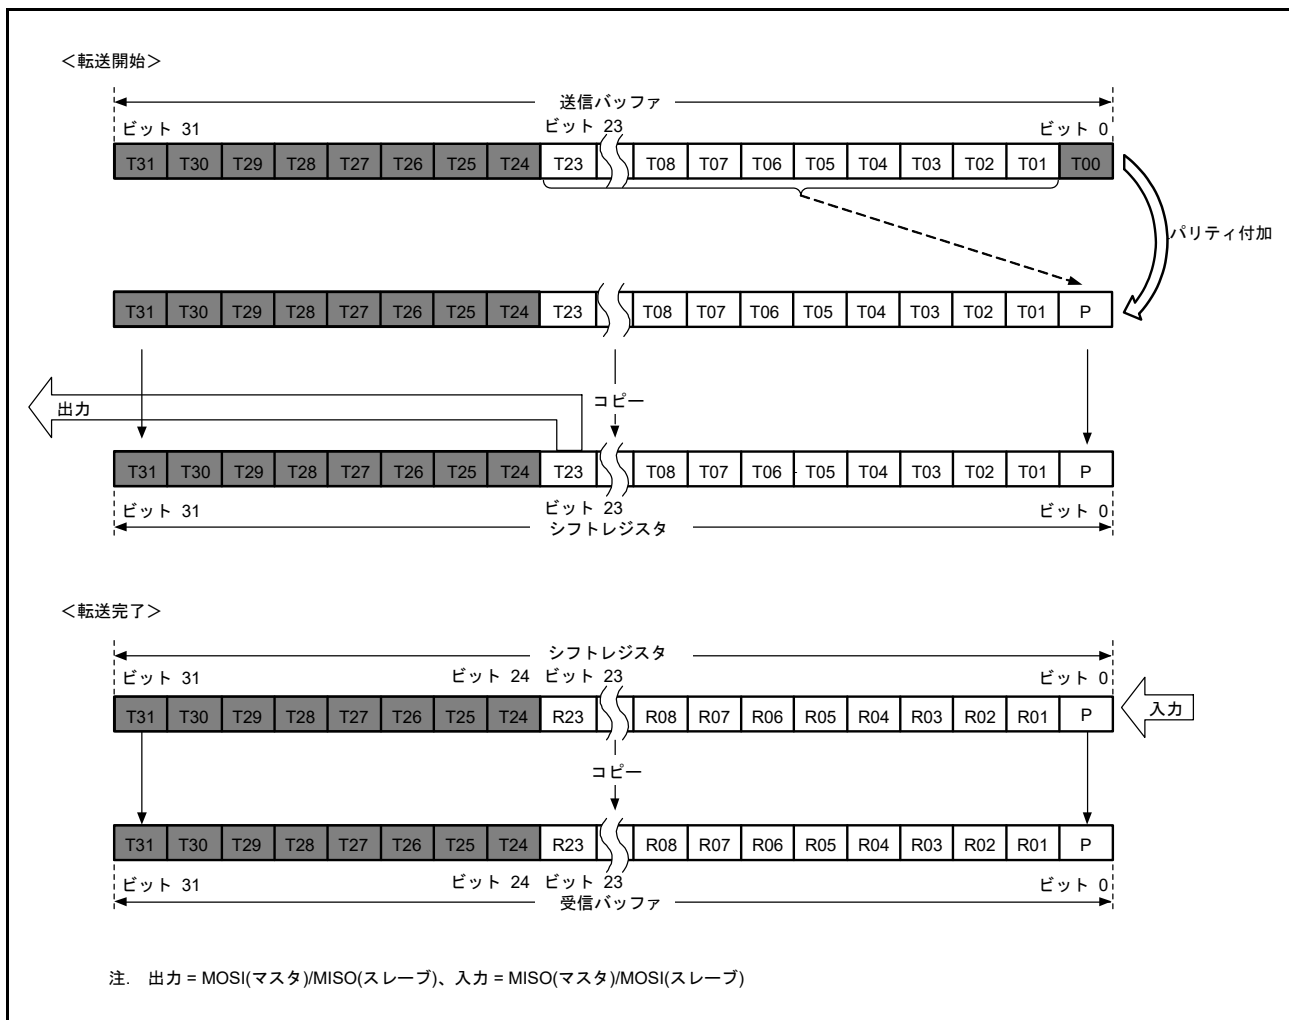 ＜転送開始＞
送信バッファ
ビット 31 ビット 23 ビット 0
T31 T30 T29 T28 T27 T26 T25 T24 T23 T08 T07 T06 T05 T04 T03 T02 T01 T00
パリティ付加
T31 T30 T29 T28 T27 T26 T25 T24 T23 T08 T07 T06 T05 T04 T03 T02 T01 P
コピー
出力
T31 T30 T29 T28 T27 T26 T25 T24 T23 T08 T07 T06 T05 T04 T03 T02 T01 P
ビット 31 ビット 23 ビット 0
シフトレジスタ
＜転送完了＞
シフトレジスタ
ビット 31 ビット 24 ビット 23 ビット 0
T31 T30 T29 T28 T27 T26 T25 T24 R23 R08 R07 R06 R05 R04 R03 R02 R01 P
入力
コピー
T31 T30 T29 T28 T27 T26 T25 T24 R23 R08 R07 R06 R05 R04 R03 R02 R01 P
ビット 31 ビット 24 ビット 23 ビット 0
受信バッファ
注. 出力 = MOSI(マスタ)/MISO(スレーブ)、入力 = MISO(マスタ)/MOSI(スレーブ)